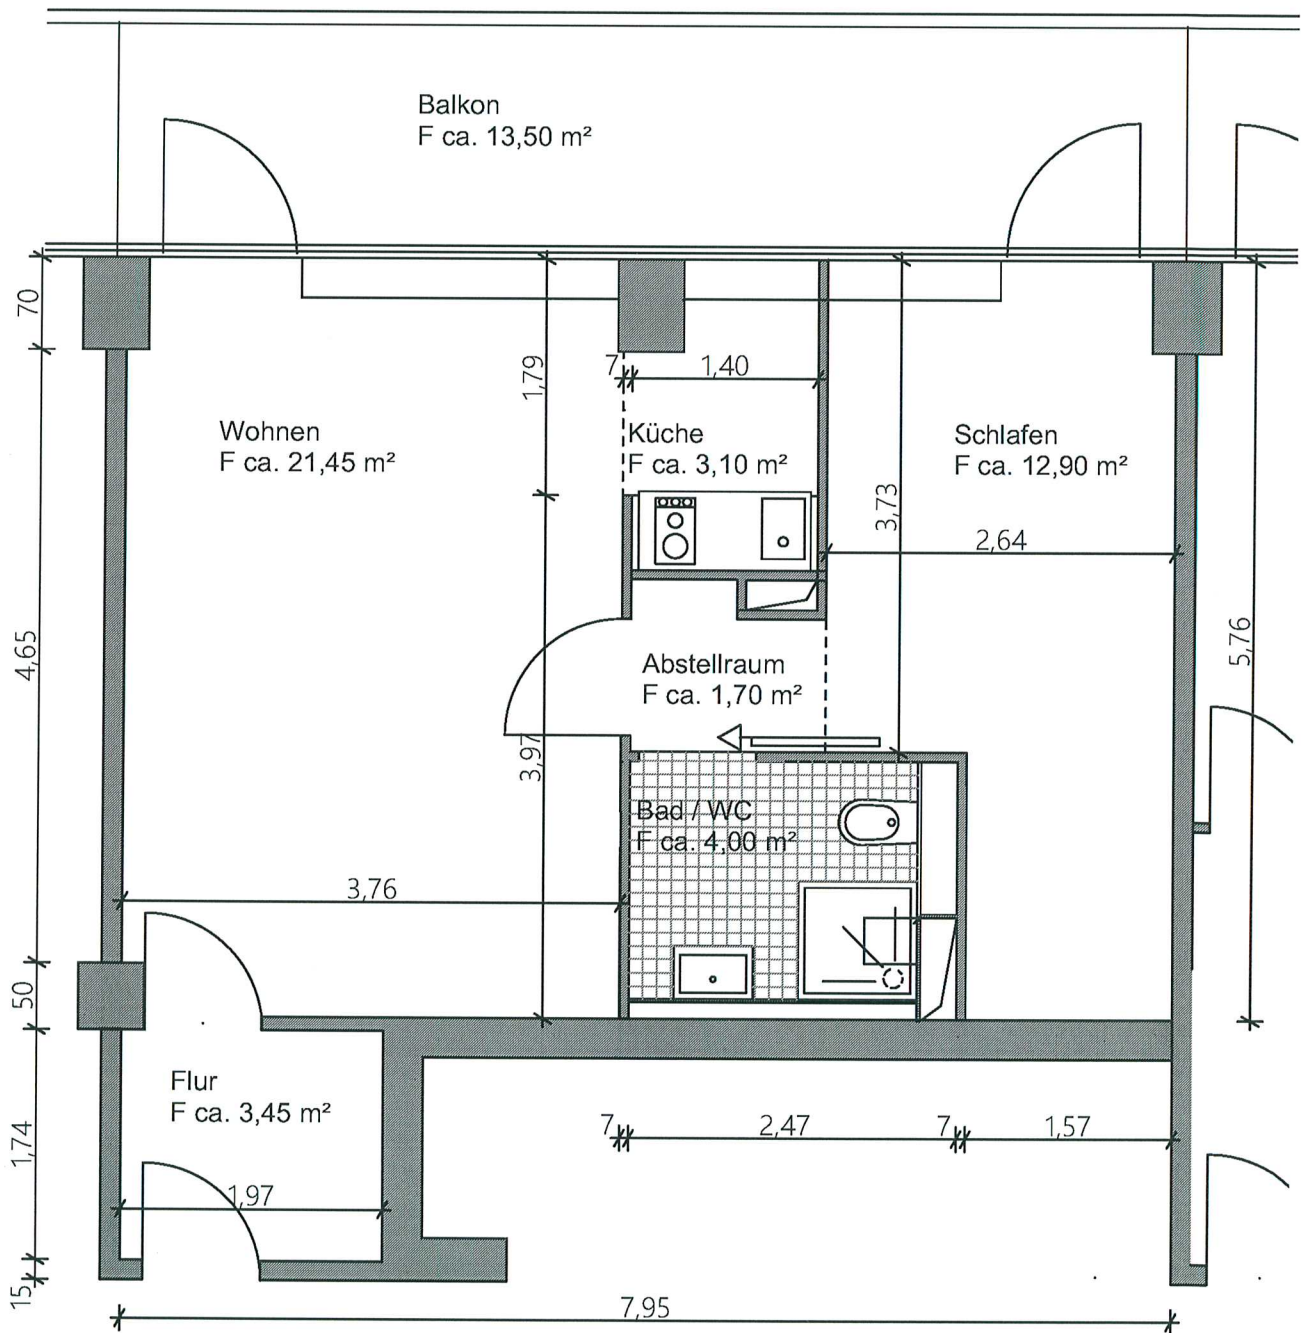 Balkon
F ca. 13,50 m²
70
1,79
7
1,40
Wohnen
F ca. 21,45 m²
Küche
F ca. 3,10 m²
Schlafen
F ca. 12,90 m²
3,73
2,64
4,65
5,76
Abstellraum
F ca. 1,70 m²
3,97
Bad / WC
F ca. 4,00 m²
3,76
50
Flur
F ca. 3,45 m²
1,74
7
2,47
7
1,57
1,97
15
7,95